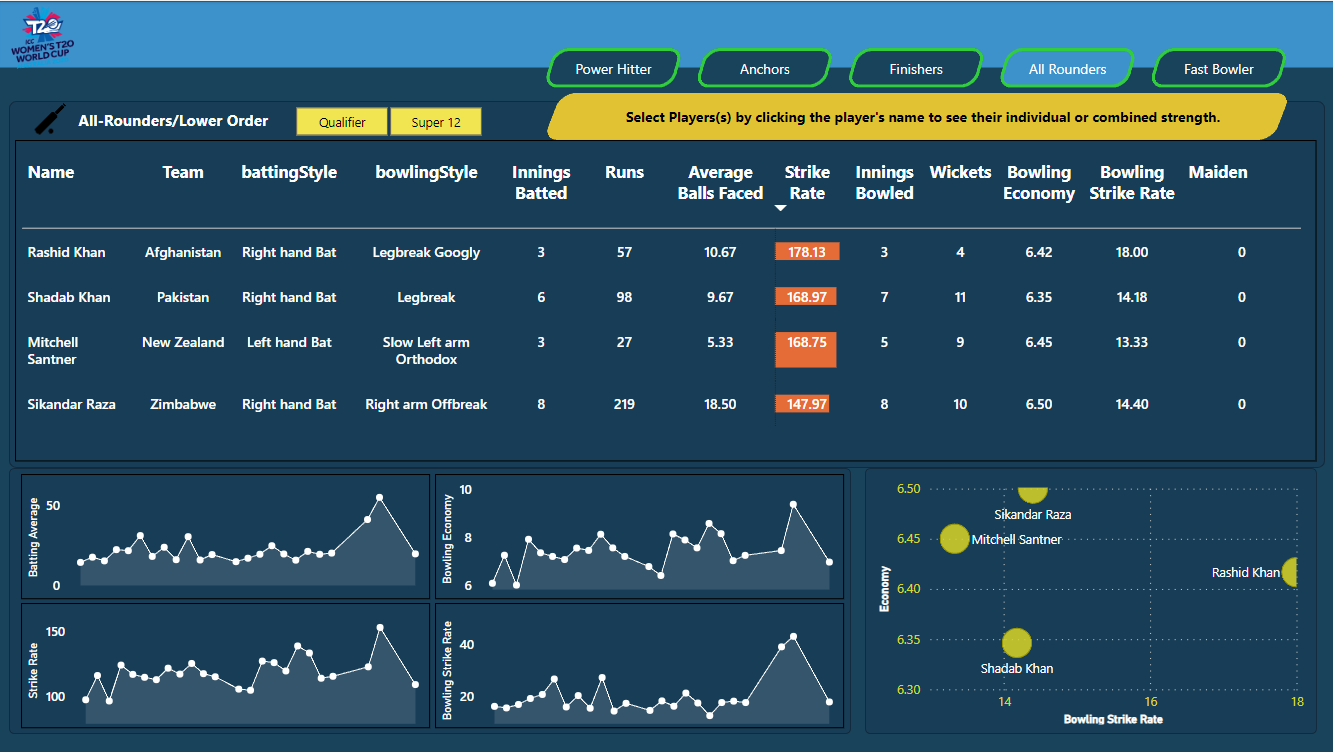 T20
ICC
WOMEN'S T20
WORLD CUP
Power Hitter
Anchors
Finishers
All Rounders
Fast Bowler
All-Rounders/Lower Order
Qualifier
Super 12
Select Players(s) by clicking the player's name to see their individual or combined strength.
Name Team battingStyle bowlingStyle Innings Runs Average Strike Innings Wickets Bowling Bowling Maiden
Batted Balls Faced Rate Bowled Economy Strike Rate
Rashid Khan Afghanistan Right hand Bat Legbreak Googly 3 57 10.67 178.13 3 4 6.42 18.00 0
Shadab Khan Pakistan Right hand Bat Legbreak 6 98 9.67 168.97 7 11 6.35 14.18 0
Mitchell New Zealand Left hand Bat Slow Left arm 3 27 5.33 168.75 5 9 6.45 13.33 0
Santner Orthodox
Sikandar Raza Zimbabwe Right hand Bat Right arm Offbreak 8 219 18.50 147.97 8 10 6.50 14.40 0
Batting Average
50
0
Bowling Economy
10
8
6
Strike Rate
150
100
Bowling Strike Rate
40
20
Economy
6.50
6.45
6.40
6.35
6.30
Sikandar Raza
Mitchell Santner
Rashid Khan
Shadab Khan
14 16 18
Bowling Strike Rate